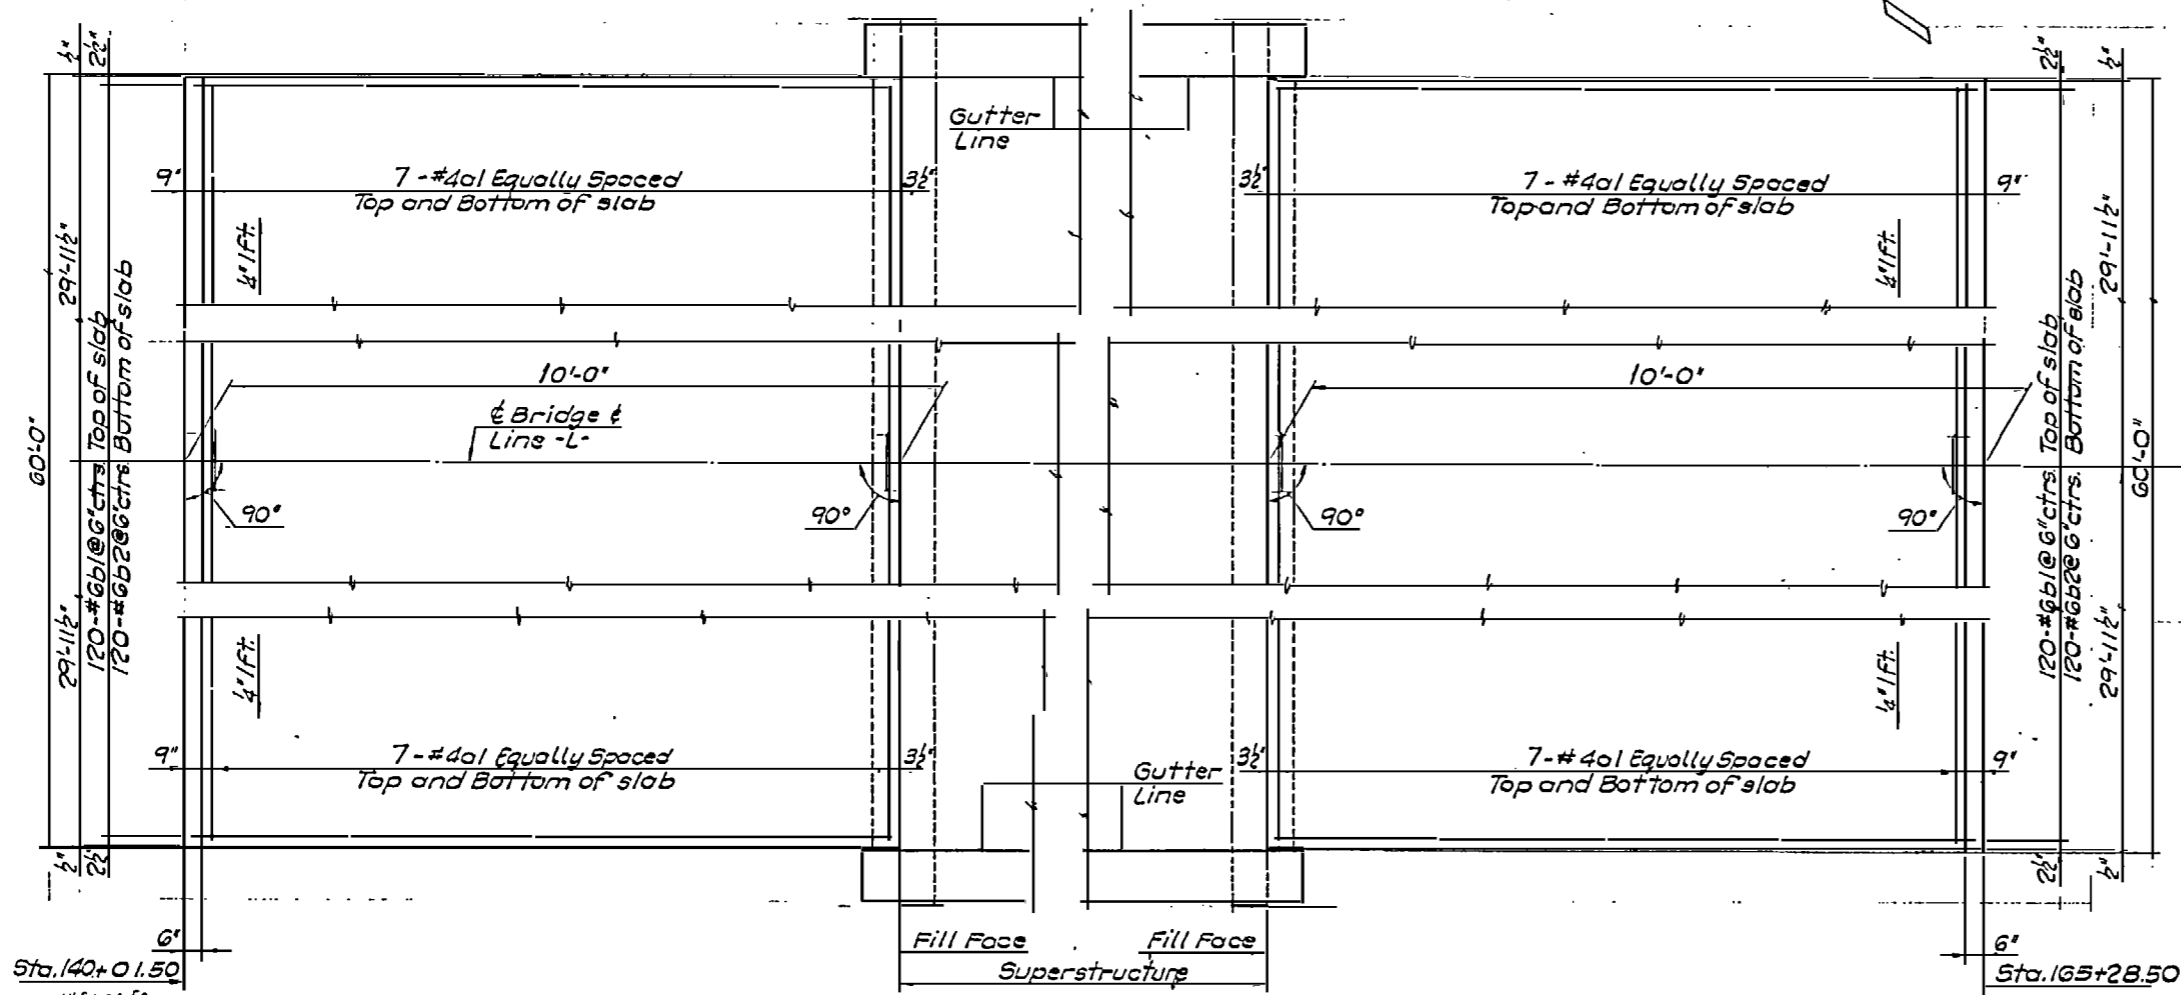 ½"
2½"
2½"
½"
Gutter
Line
9"
7-#4a1 Equally Spaced
Top and Bottom of slab
3½"
3½"
7-#4a1 Equally Spaced
Top and Bottom of slab
9"
29'-11½"
¼"/ft.
¼"/ft.
29'-11½"
60'-0"
120-#6b1@6"ctrs. Top of slab
120-#6b2@6"ctrs. Bottom of slab
10'-0"
10'-0"
120-#6b1@6"ctrs. Top of slab
120-#6b2@6"ctrs. Bottom of slab
60'-0"
℄ Bridge &
Line -L-
90°
90°
90°
90°
29'-11½"
¼"/ft.
¼"/ft.
29'-11½"
9"
7-#4a1 Equally Spaced
Top and Bottom of slab
3½"
Gutter
Line
3½"
7-#4a1 Equally Spaced
Top and Bottom of slab
9"
½"
2½"
2½"
½"
6"
Fill Face
Fill Face
6"
Sta.140+01.50
Superstructure
Sta.165+28.50